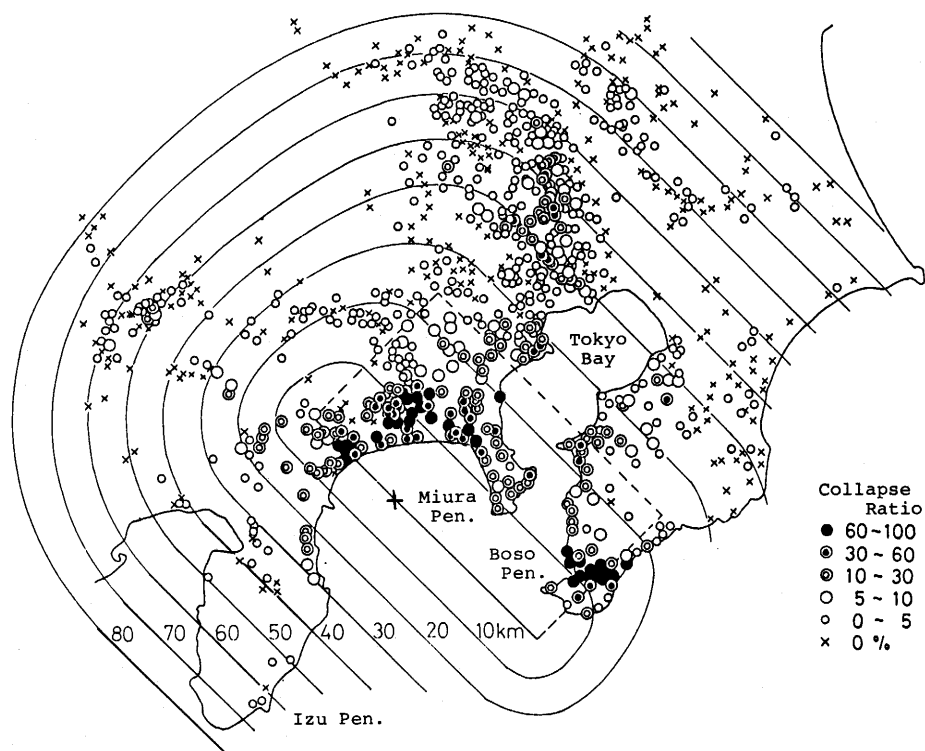 Tokyo
Bay
Miura
Pen.
Boso
Pen.
Collapse
Ratio
60~100
30~60
10~30
5~10
0~5
0%
80 70 60 50 40 30 20 10km
Izu Pen.